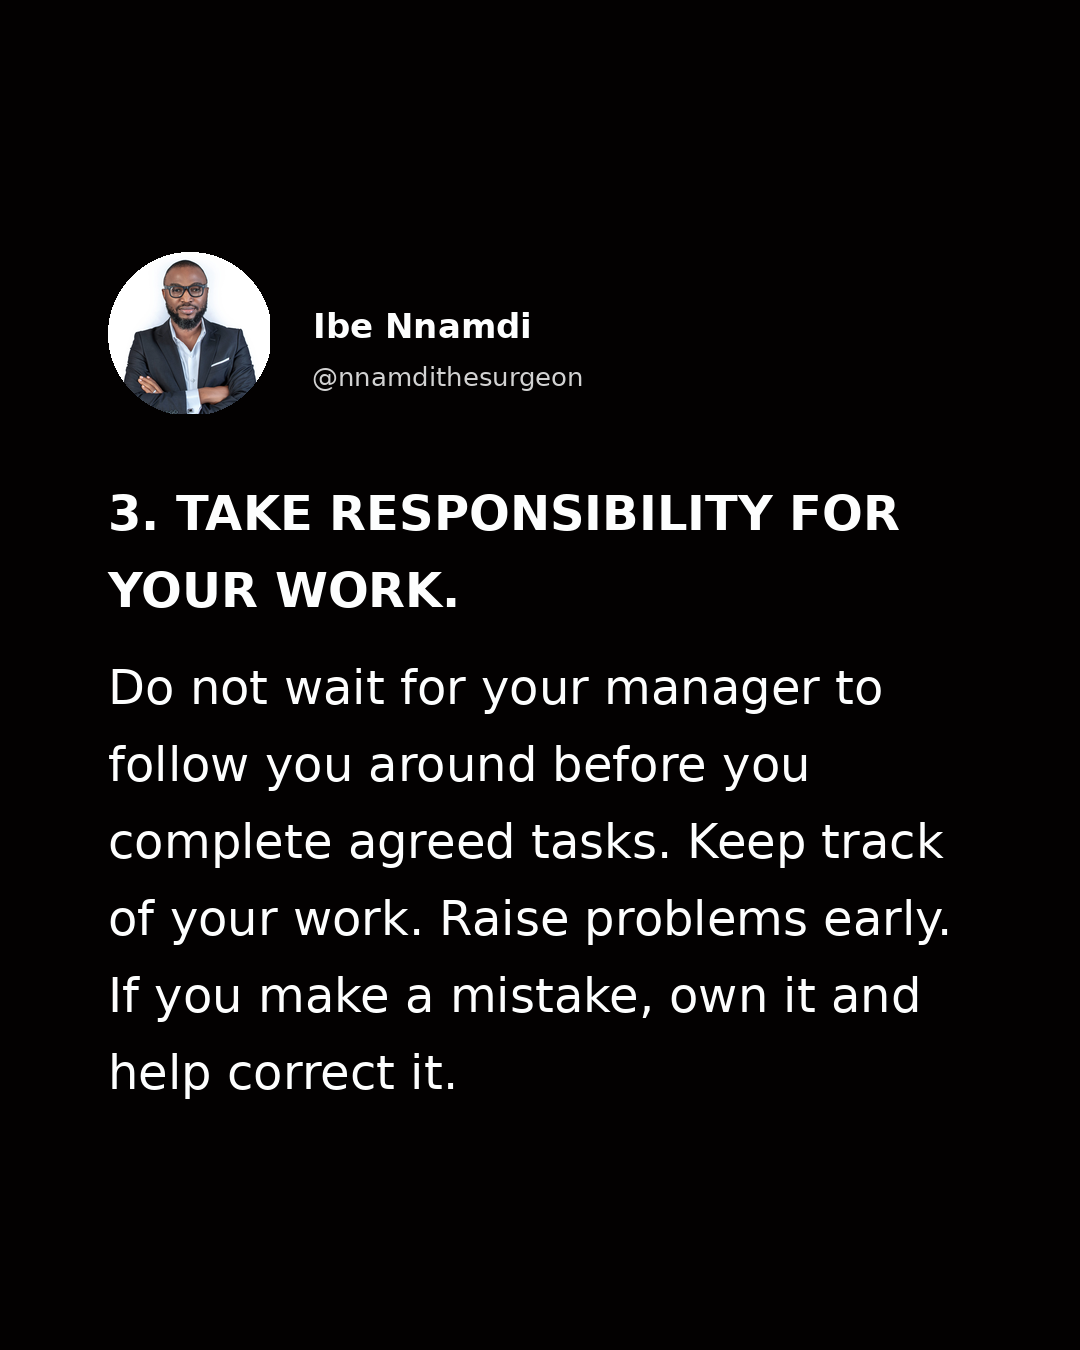 Ibe Nnamdi
@nnamdithesurgeon
3. TAKE RESPONSIBILITY FOR
YOUR WORK.
Do not wait for your manager to
follow you around before you
complete agreed tasks. Keep track
of your work. Raise problems early.
If you make a mistake, own it and
help correct it.